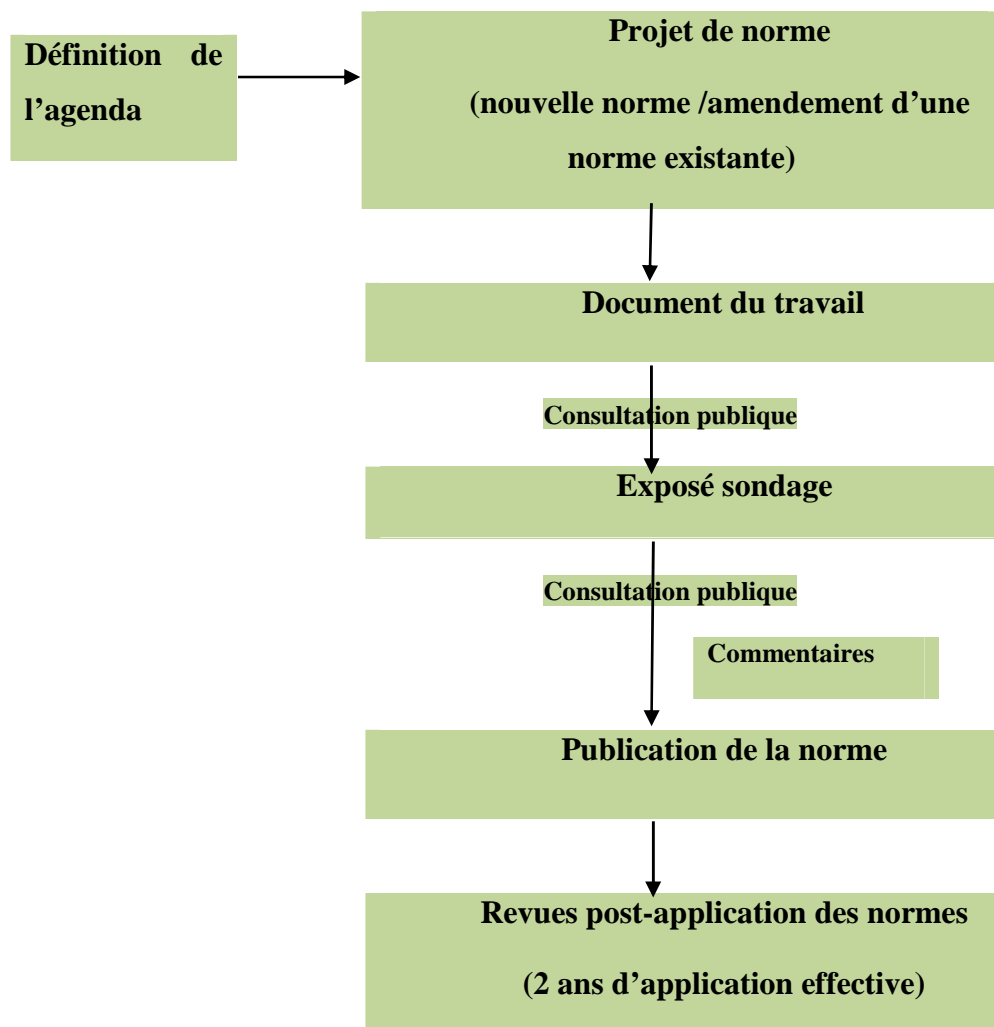 Définition de
l’agenda
Projet de norme
(nouvelle norme /amendement d’une
norme existante)
Document du travail
Consultation publique
Exposé sondage
Consultation publique
Commentaires
Publication de la norme
Revues post-application des normes
(2 ans d’application effective)